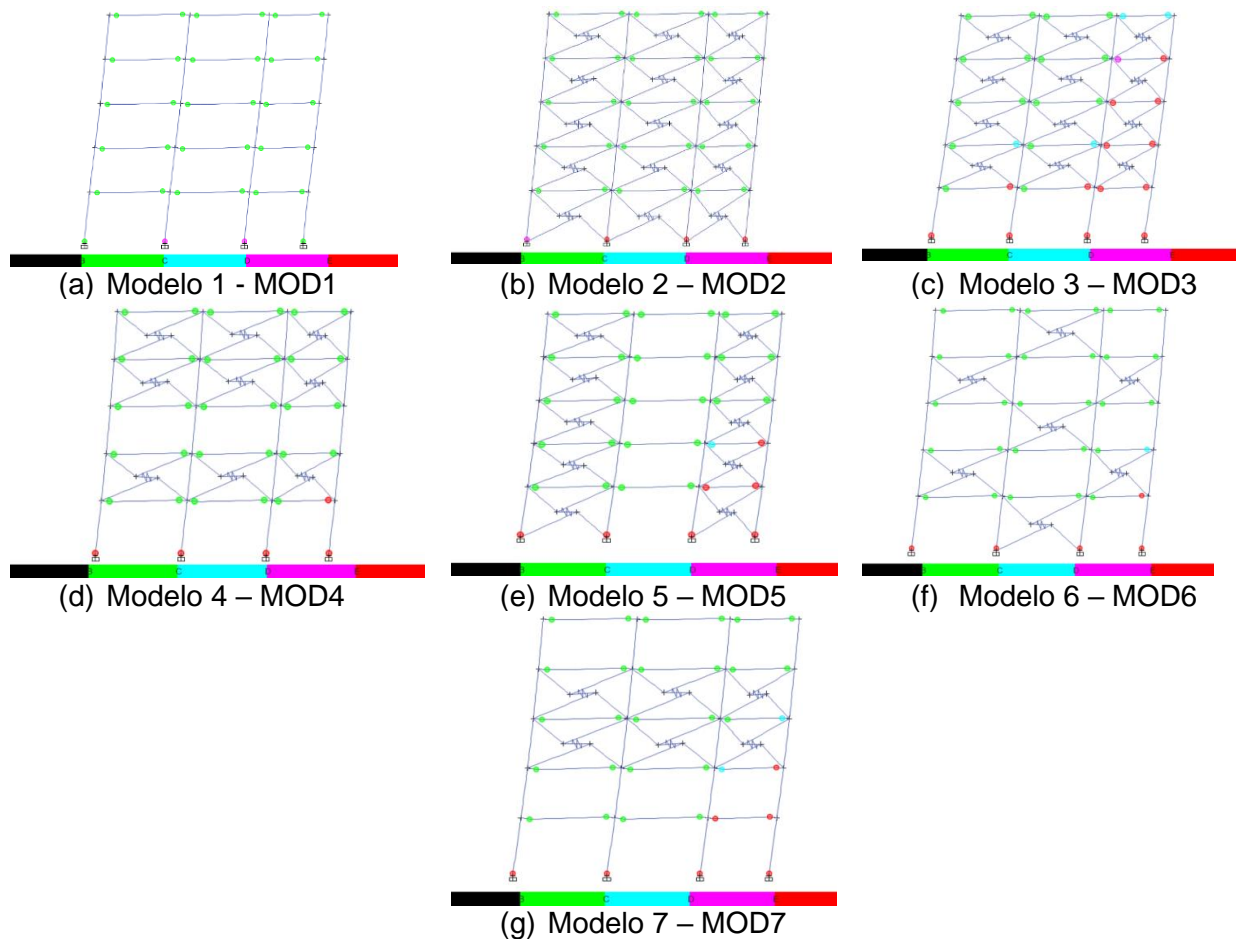 B C D E
(a) Modelo 1 - MOD1
(b) Modelo 2 – MOD2
(c) Modelo 3 – MOD3
(d) Modelo 4 – MOD4
(e) Modelo 5 – MOD5
(f) Modelo 6 – MOD6
(g) Modelo 7 – MOD7